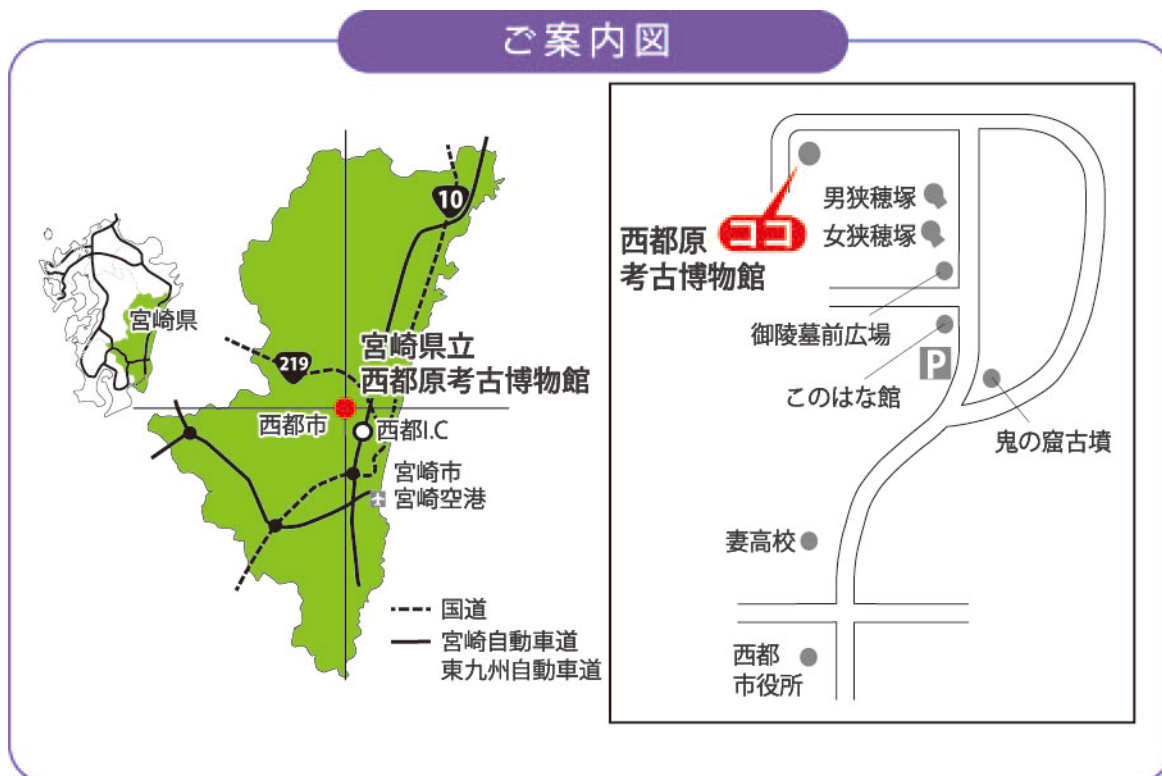 ご案内図
10
宮崎県
219
宮崎県立
西都原考古博物館
西都市
西都I.C
宮崎市
宮崎空港
国道
宮崎自動車道
東九州自動車道
西都原
考古博物館
ココ
男狭穂塚
女狭穂塚
御陵墓前広場
このはな館
P
鬼の窟古墳
妻高校
西都
市役所